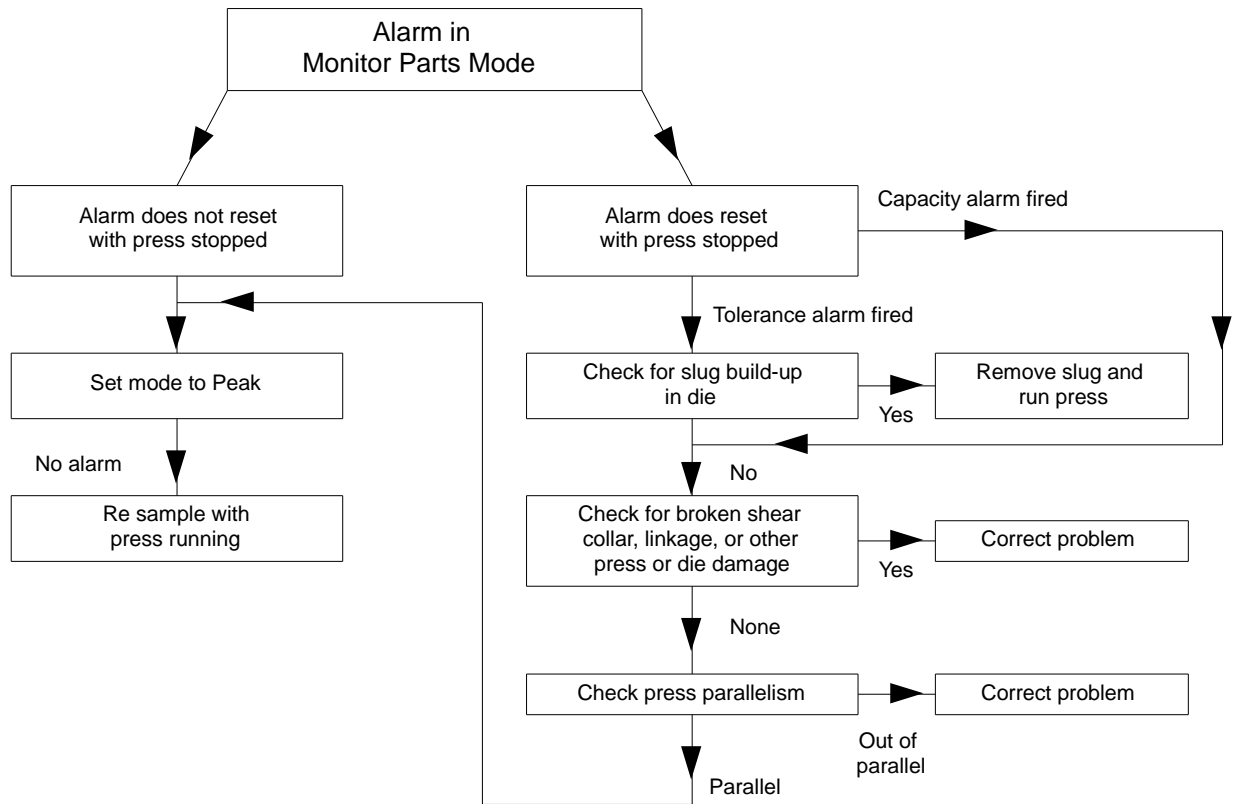 Alarm in
Monitor Parts Mode
Alarm does not reset
with press stopped
Alarm does reset
with press stopped
Capacity alarm fired
Tolerance alarm fired
Set mode to Peak
Check for slug build-up
in die
Yes
Remove slug and
run press
No alarm
No
Re sample with
press running
Check for broken shear
collar, linkage, or other
press or die damage
Yes
Correct problem
None
Check press parallelism
Correct problem
Out of
parallel
Parallel